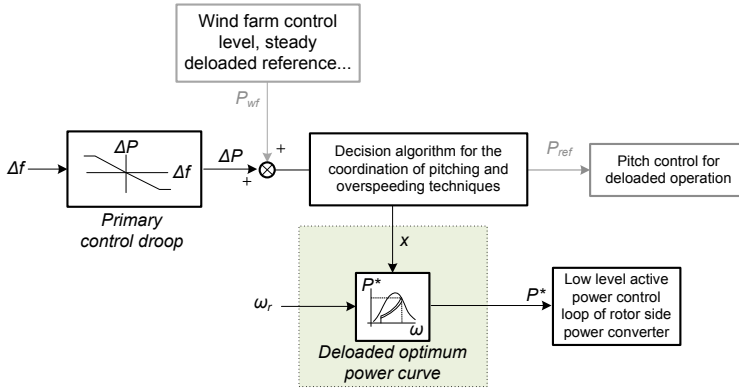 Wind farm control
level, steady
deloaded reference...
P_wf
ΔP
Δf
Δf
ΔP
+
+
Primary
control droop
Decision algorithm for the
coordination of pitching and
overspeeding techniques
P_ref
Pitch control for
deloaded operation
x
P*
ω
ω_r
P*
Low level active
power control
loop of rotor side
power converter
Deloaded optimum
power curve